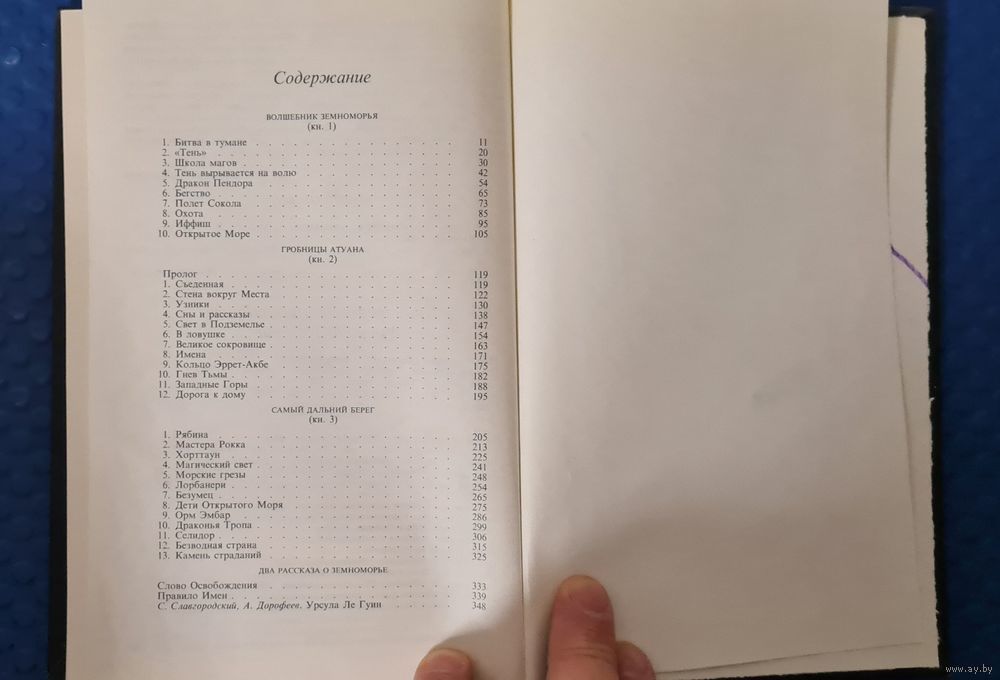 Содержание
ВОЛШЕБНИК ЗЕМНОМОРЬЯ
(кн. 1)
1. Битва в тумане . . . . . . . . . . . . . . . . . 11
2. «Тень» . . . . . . . . . . . . . . . . . 20
3. Школа магов . . . . . . . . . . . . . . . . . 30
4. Тень вырывается на волю . . . . . . . . . . . . . 42
5. Дракон Пендора . . . . . . . . . . . . . . . . 54
6. Бегство . . . . . . . . . . . . . . . . . 65
7. Полет Сокола . . . . . . . . . . . . . . . . . 73
8. Охота . . . . . . . . . . . . . . . . . 85
9. Иффиш . . . . . . . . . . . . . . . . . 95
10. Открытое Море . . . . . . . . . . . . . . . . 105
ГРОБНИЦЫ АТУАНА
(кн. 2)
Пролог . . . . . . . . . . . . . . . . . 119
1. Съеденная . . . . . . . . . . . . . . . . . 119
2. Стена вокруг Места . . . . . . . . . . . . . . . 122
3. Узники . . . . . . . . . . . . . . . . . 130
4. Сны и рассказы . . . . . . . . . . . . . . . . 138
5. Свет в Подземелье . . . . . . . . . . . . . . . 147
6. В ловушке . . . . . . . . . . . . . . . . . 154
7. Великое сокровище . . . . . . . . . . . . . . . 163
8. Имена . . . . . . . . . . . . . . . . . 171
9. Кольцо Эррет-Акбе . . . . . . . . . . . . . . . 175
10. Гнев Тьмы . . . . . . . . . . . . . . . . . 182
11. Западные Горы . . . . . . . . . . . . . . . . 188
12. Дорога к дому . . . . . . . . . . . . . . . . 195
САМЫЙ ДАЛЬНИЙ БЕРЕГ
(кн. 3)
1. Рябина . . . . . . . . . . . . . . . . . 205
2. Мастера Рокка . . . . . . . . . . . . . . . . 213
3. Хорттаун . . . . . . . . . . . . . . . . . 225
4. Магический свет . . . . . . . . . . . . . . . . 241
5. Морские грезы . . . . . . . . . . . . . . . . 248
6. Лорбанери . . . . . . . . . . . . . . . . . 254
7. Безумец . . . . . . . . . . . . . . . . . 265
8. Дети Открытого Моря . . . . . . . . . . . . . . 275
9. Орм Эмбар . . . . . . . . . . . . . . . . . 286
10. Драконья Тропа . . . . . . . . . . . . . . . . 299
11. Селидор . . . . . . . . . . . . . . . . . 306
12. Безводная страна . . . . . . . . . . . . . . . 315
13. Камень страданий . . . . . . . . . . . . . . . 325
ДВА РАССКАЗА О ЗЕМНОМОРЬЕ
Слово Освобождения . . . . . . . . . . . . . . . 333
Правило Имен . . . . . . . . . . . . . . . . . 339
С. Славгородский, А. Дорофеев. Урсула Ле Гуин . . . . . 348
www.ay.by